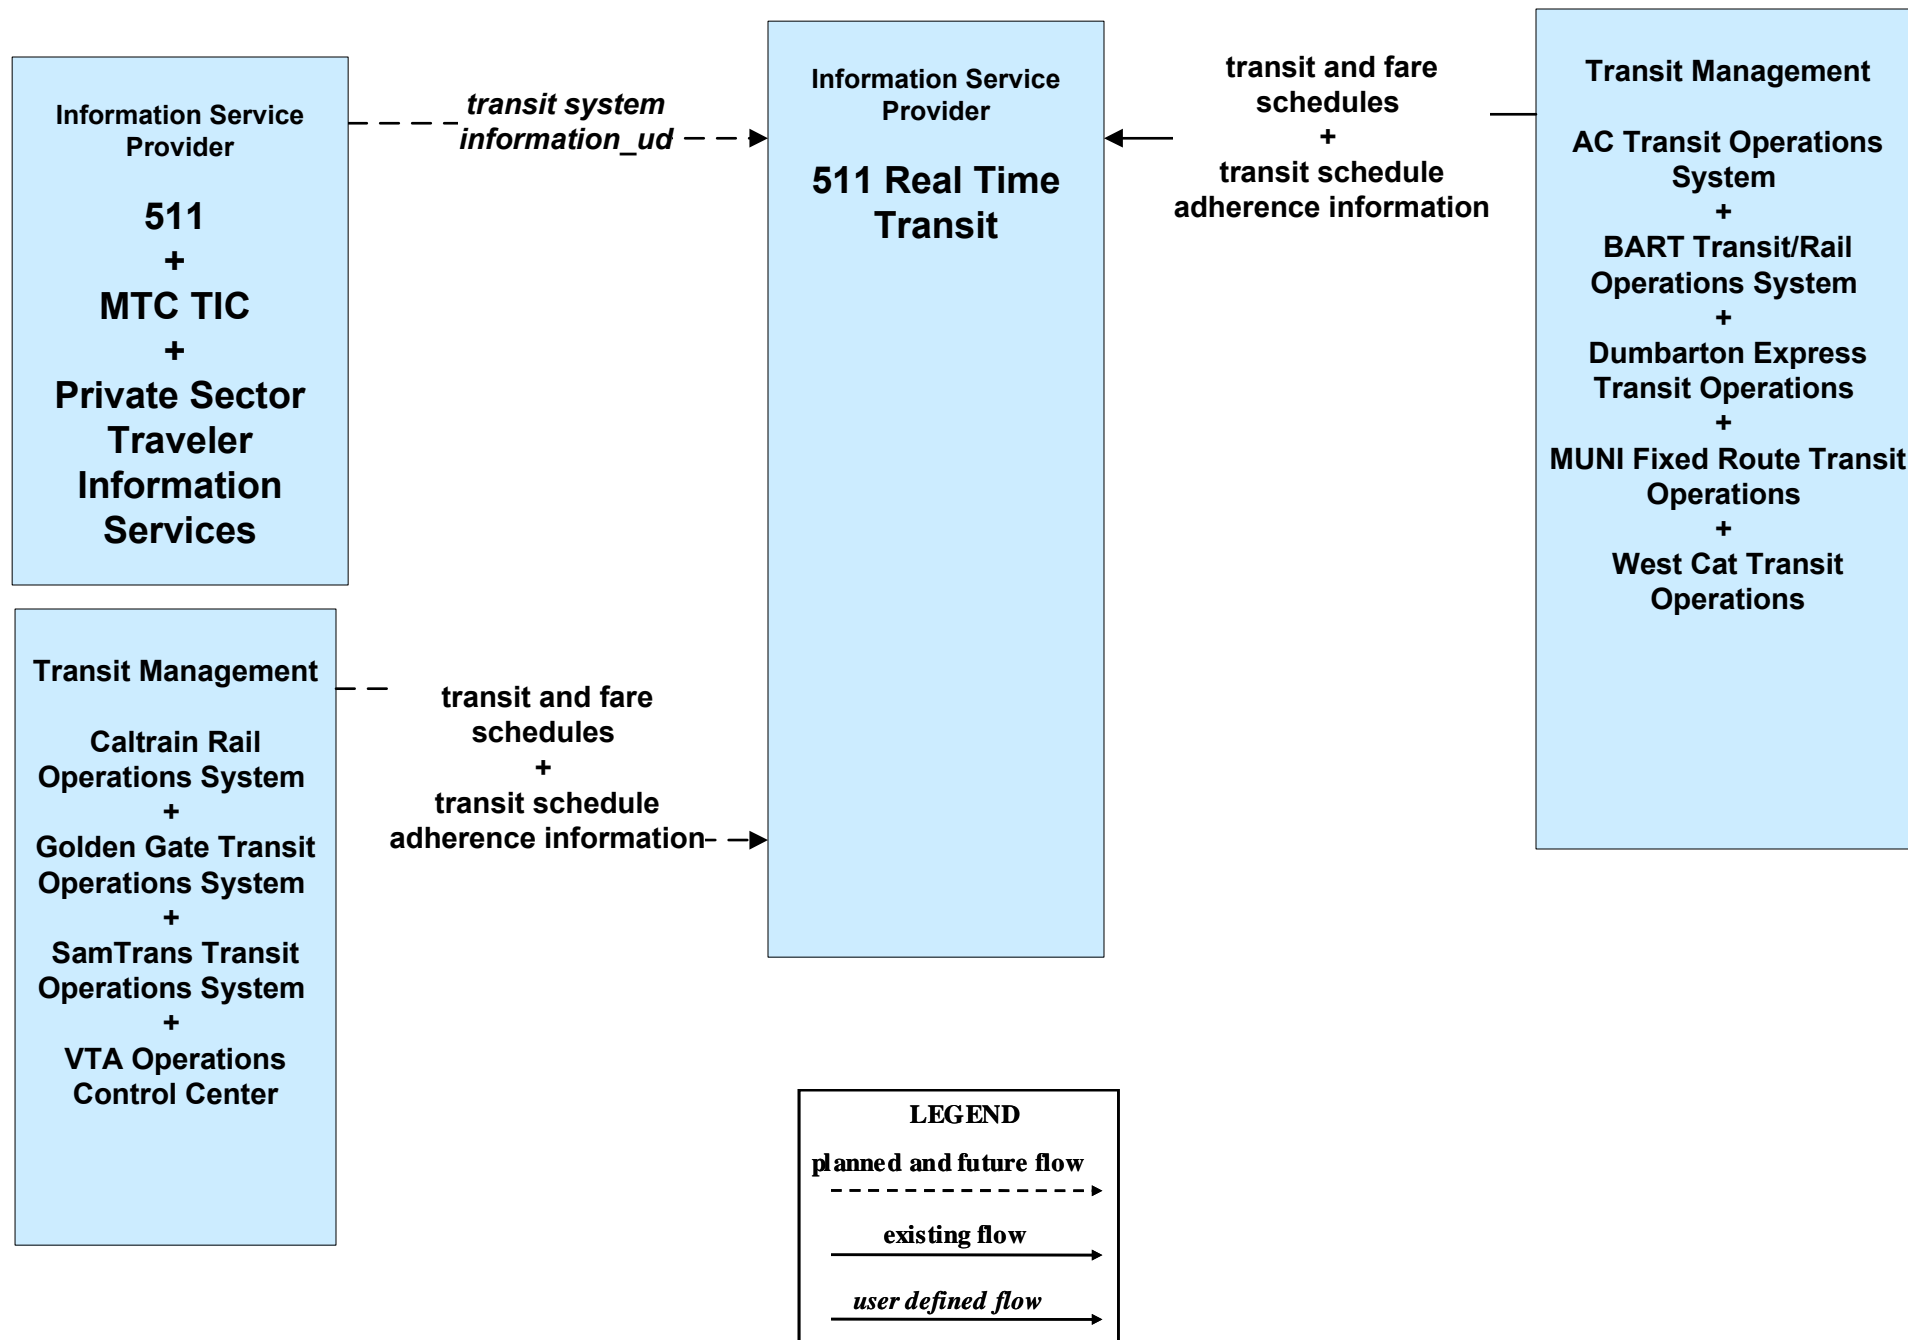 Information Service
Provider
511
+
MTC TIC
+
Private Sector
Traveler
Information
Services
transit system
information_ud
Information Service
Provider
511 Real Time
Transit
transit and fare
schedules
+
transit schedule
adherence information
Transit Management
AC Transit Operations
System
+
BART Transit/Rail
Operations System
+
Dumbarton Express
Transit Operations
+
MUNI Fixed Route Transit
Operations
+
West Cat Transit
Operations
Transit Management
Caltrain Rail
Operations System
+
Golden Gate Transit
Operations System
+
SamTrans Transit
Operations System
+
VTA Operations
Control Center
transit and fare
schedules
+
transit schedule
adherence information
LEGEND
planned and future flow
existing flow
user defined flow